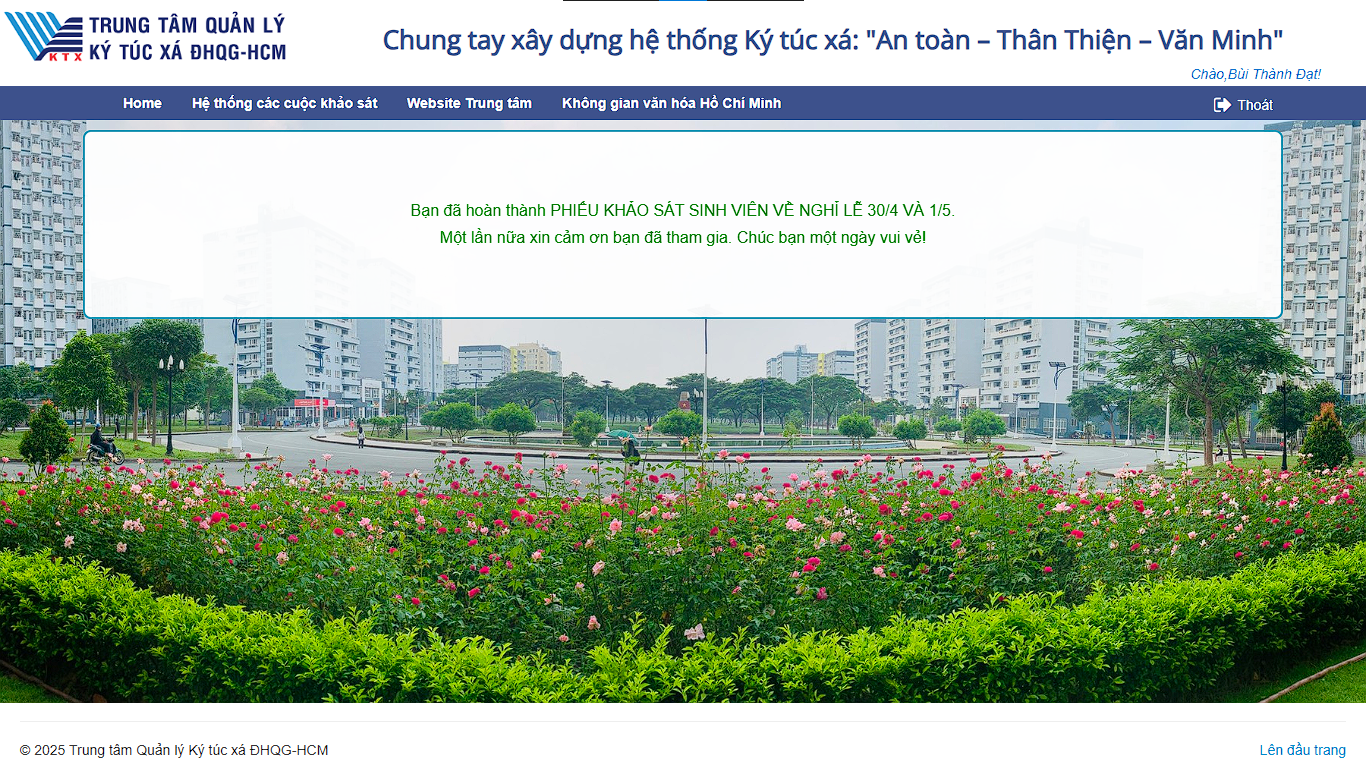 TRUNG TÂM QUẢN LÝ
KÝ TÚC XÁ ĐHQG-HCM
KTX
Chung tay xây dựng hệ thống Ký túc xá: "An toàn – Thân Thiện – Văn Minh"
Chào,Bùi Thành Đạt!
Home
Hệ thống các cuộc khảo sát
Website Trung tâm
Không gian văn hóa Hồ Chí Minh
Thoát
Bạn đã hoàn thành PHIẾU KHẢO SÁT SINH VIÊN VỀ NGHỈ LỄ 30/4 VÀ 1/5.
Một lần nữa xin cảm ơn bạn đã tham gia. Chúc bạn một ngày vui vẻ!
© 2025 Trung tâm Quản lý Ký túc xá ĐHQG-HCM
Lên đầu trang